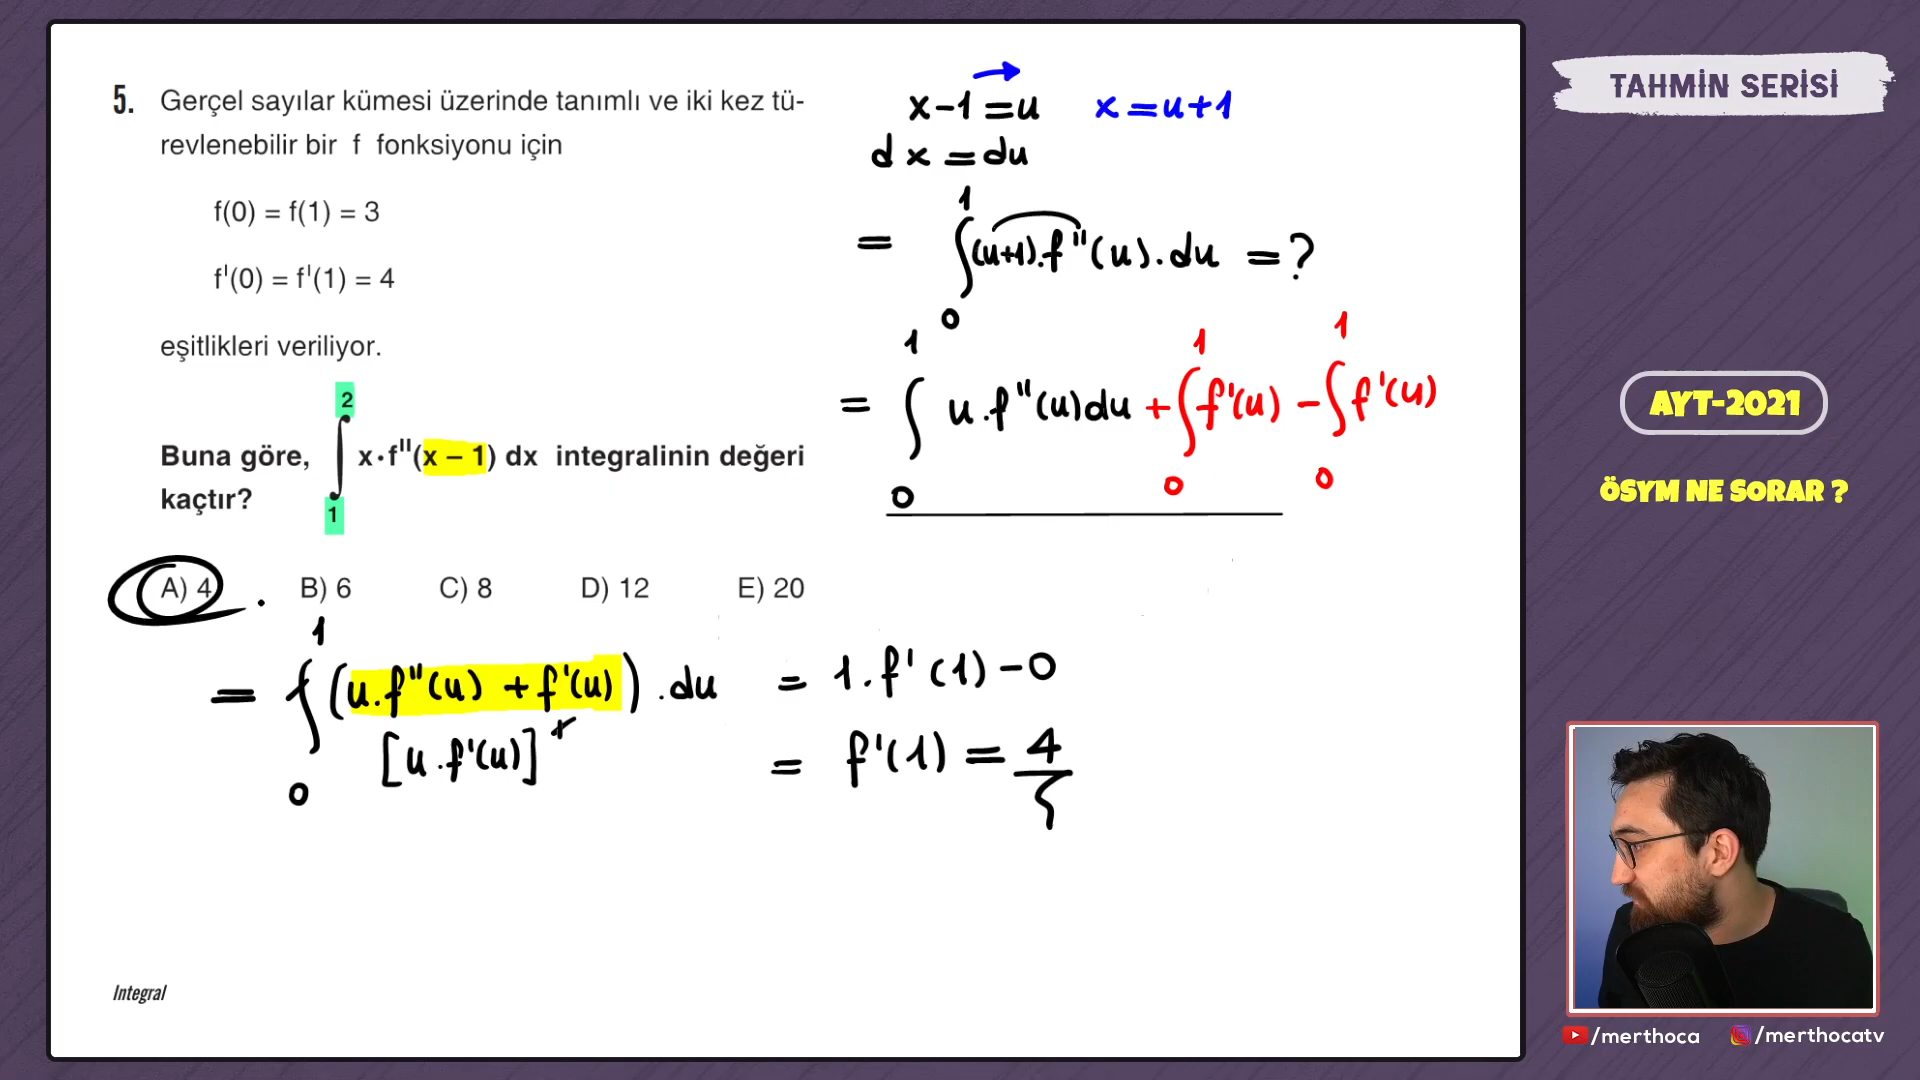 5. Gerçel sayılar kümesi üzerinde tanımlı ve iki kez tü-
revlenebilir bir f fonksiyonu için
f(0) = f(1) = 3
f'(0) = f'(1) = 4
eşitlikleri veriliyor.
Buna göre, ∫₁² x·f''(x – 1) dx integralinin değeri
kaçtır?
A) 4 B) 6 C) 8 D) 12 E) 20
x-1=u x=u+1
dx=du
= ∫₀¹ (u+1).f''(u).du =?
= ∫₀¹ u.f''(u)du + ∫₀¹ f'(u) - ∫₀¹ f'(u)
= ∫₀¹ (u.f''(u) + f'(u)).du = 1.f'(1)-0
[u.f'(u)]' = f'(1) = 4
Integral
TAHMİN SERİSİ
AYT-2021
ÖSYM NE SORAR ?
/merthoca /merthocatv